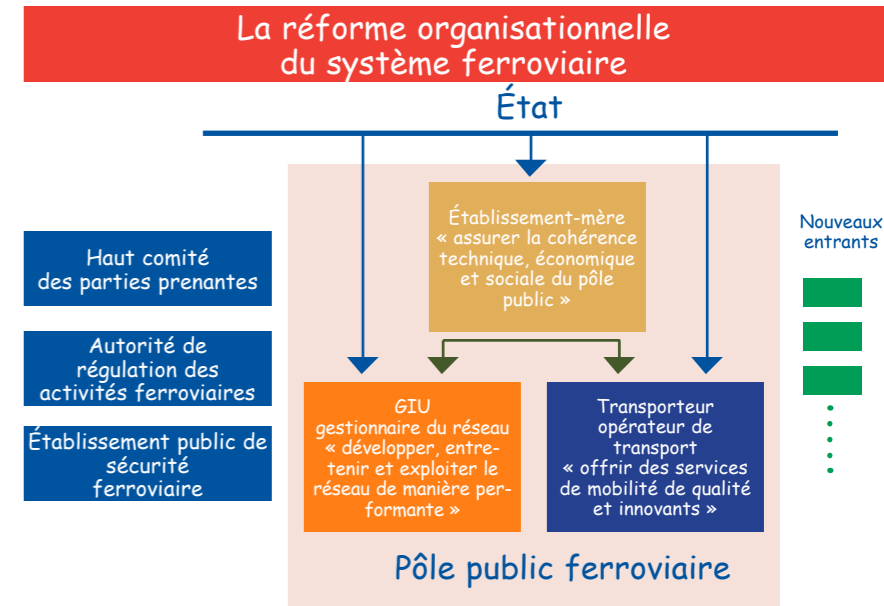 La réforme organisationnelle
du système ferroviaire
État
Établissement-mère
« assurer la cohérence
technique, économique
et sociale du pôle
public »
Nouveaux
entrants
Haut comité
des parties prenantes
Autorité de
régulation des
activités ferroviaires
Établissement public de
sécurité
ferroviaire
GIU
gestionnaire du réseau
« développer, entre-
tenir et exploiter le
réseau de manière per-
formante »
Transporteur
opérateur de
transport
« offrir des services
de mobilité de qualité
et innovants »
Pôle public ferroviaire